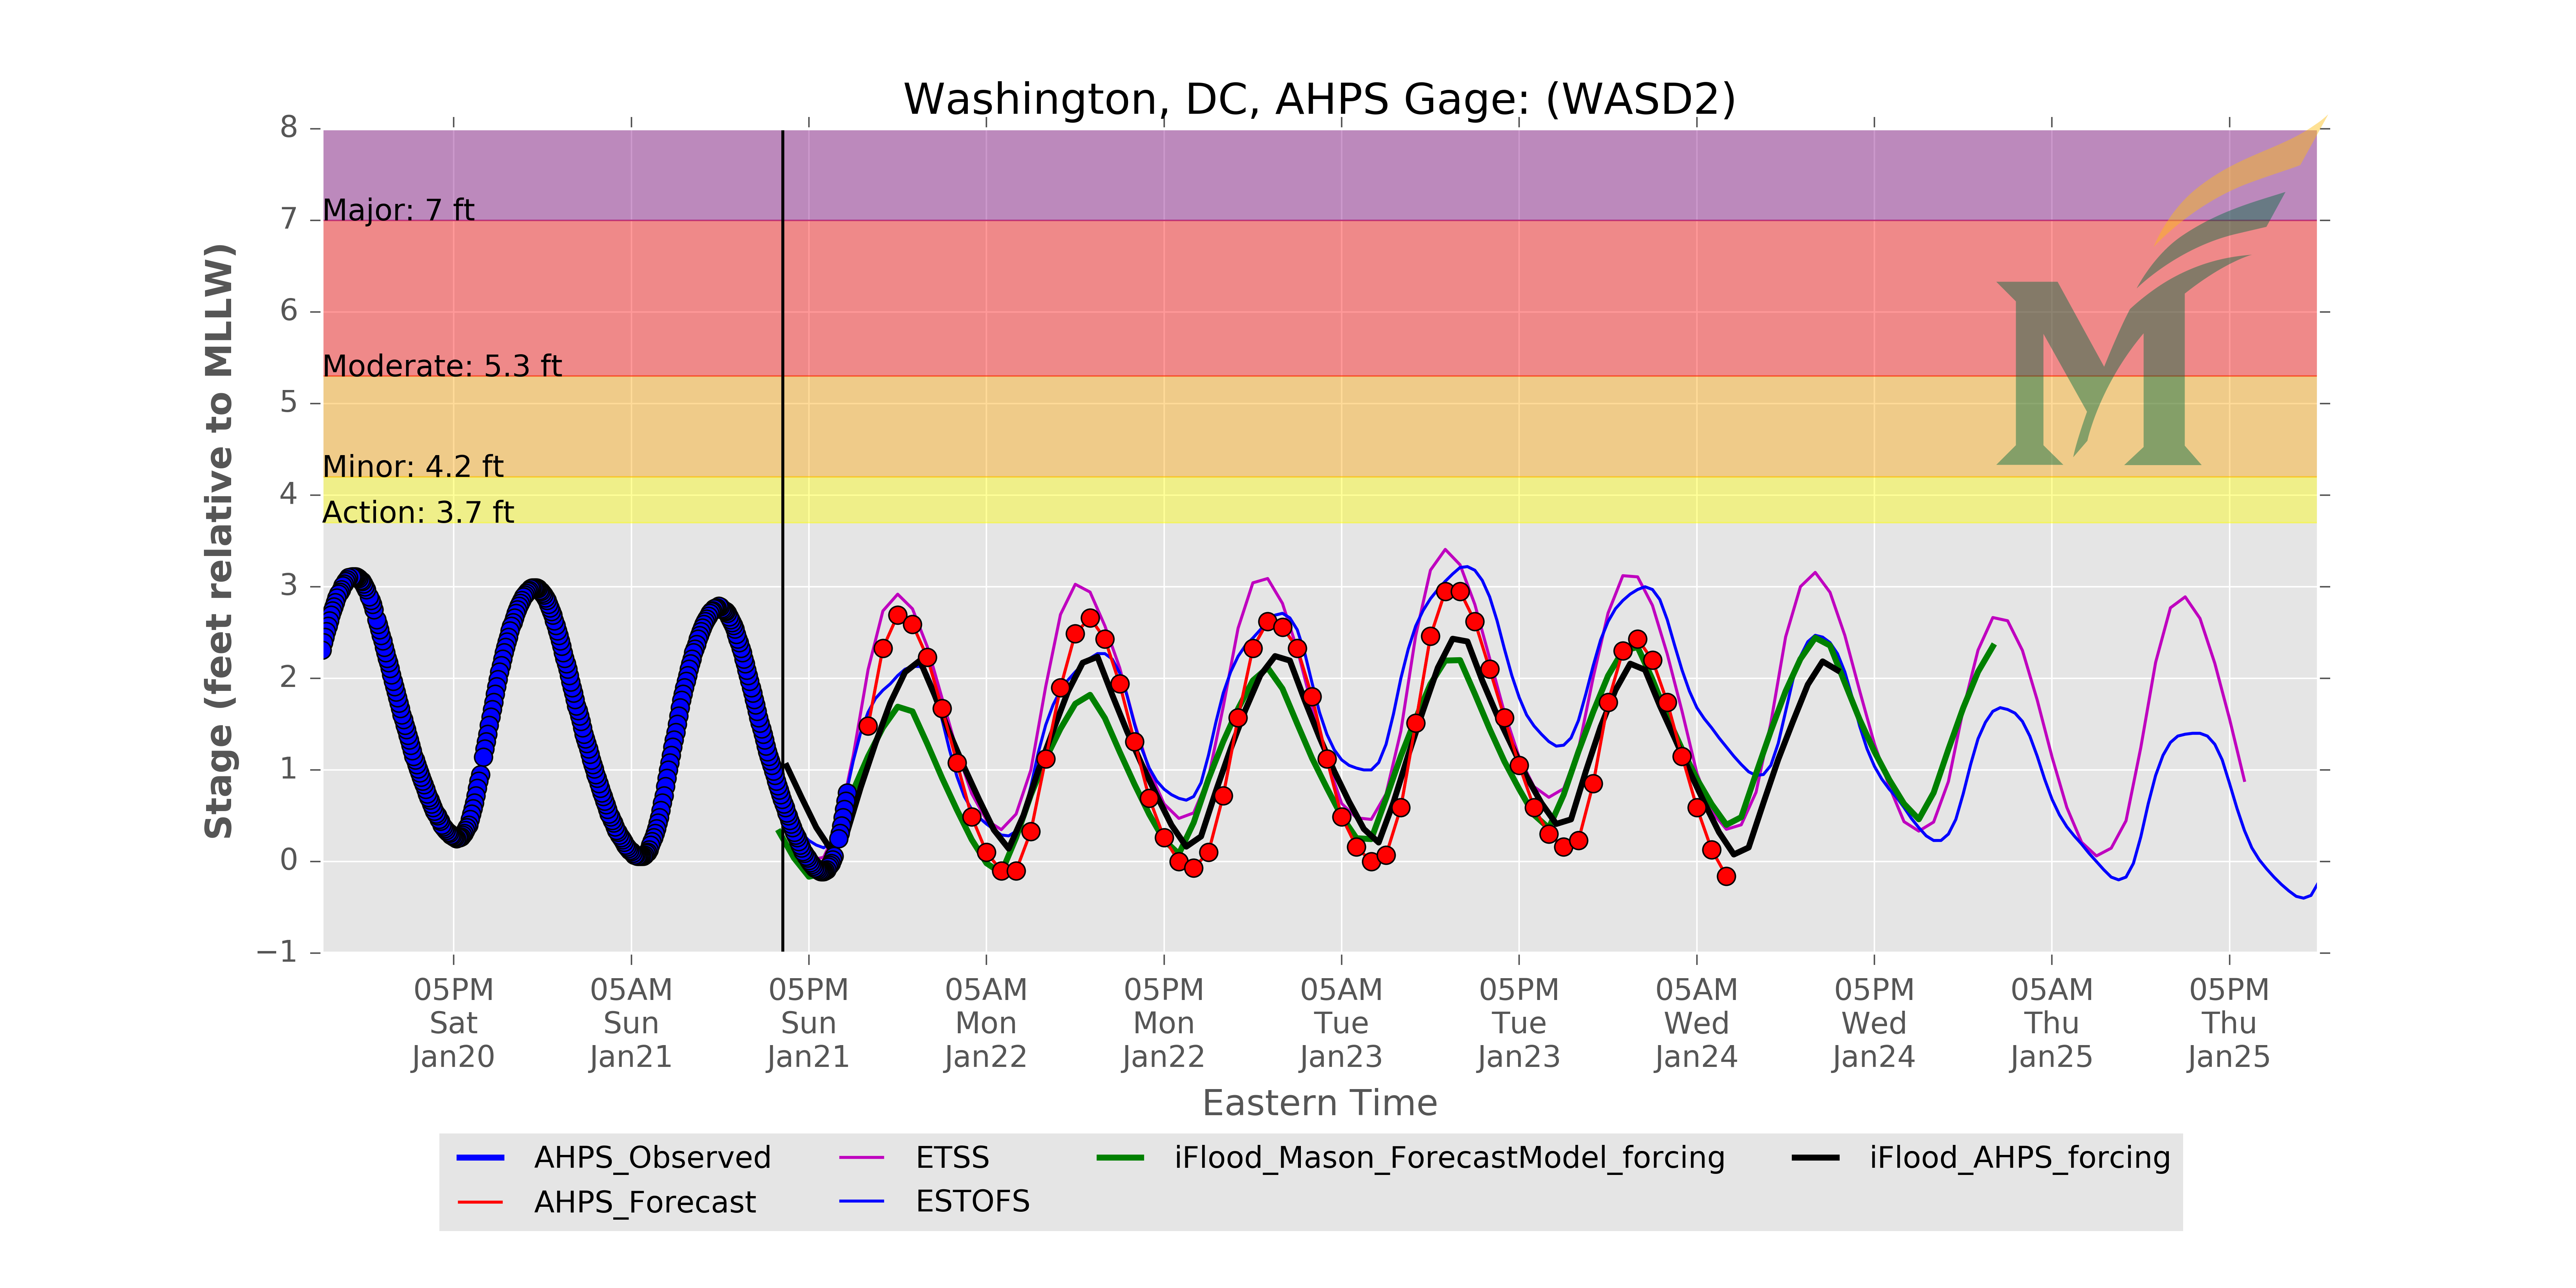 Washington, DC, AHPS Gage: (WASD2)
Stage (feet relative to MLLW)
8
7
6
5
4
3
2
1
0
−1
Major: 7 ft
Moderate: 5.3 ft
Minor: 4.2 ft
Action: 3.7 ft
M
05PM 05AM 05PM 05AM 05PM 05AM 05PM 05AM 05PM 05AM 05PM
Sat Sun Sun Mon Mon Tue Tue Wed Wed Thu Thu
Jan20 Jan21 Jan21 Jan22 Jan22 Jan23 Jan23 Jan24 Jan24 Jan25 Jan25
Eastern Time
AHPS_Observed ETSS iFlood_Mason_ForecastModel_forcing iFlood_AHPS_forcing
AHPS_Forecast ESTOFS